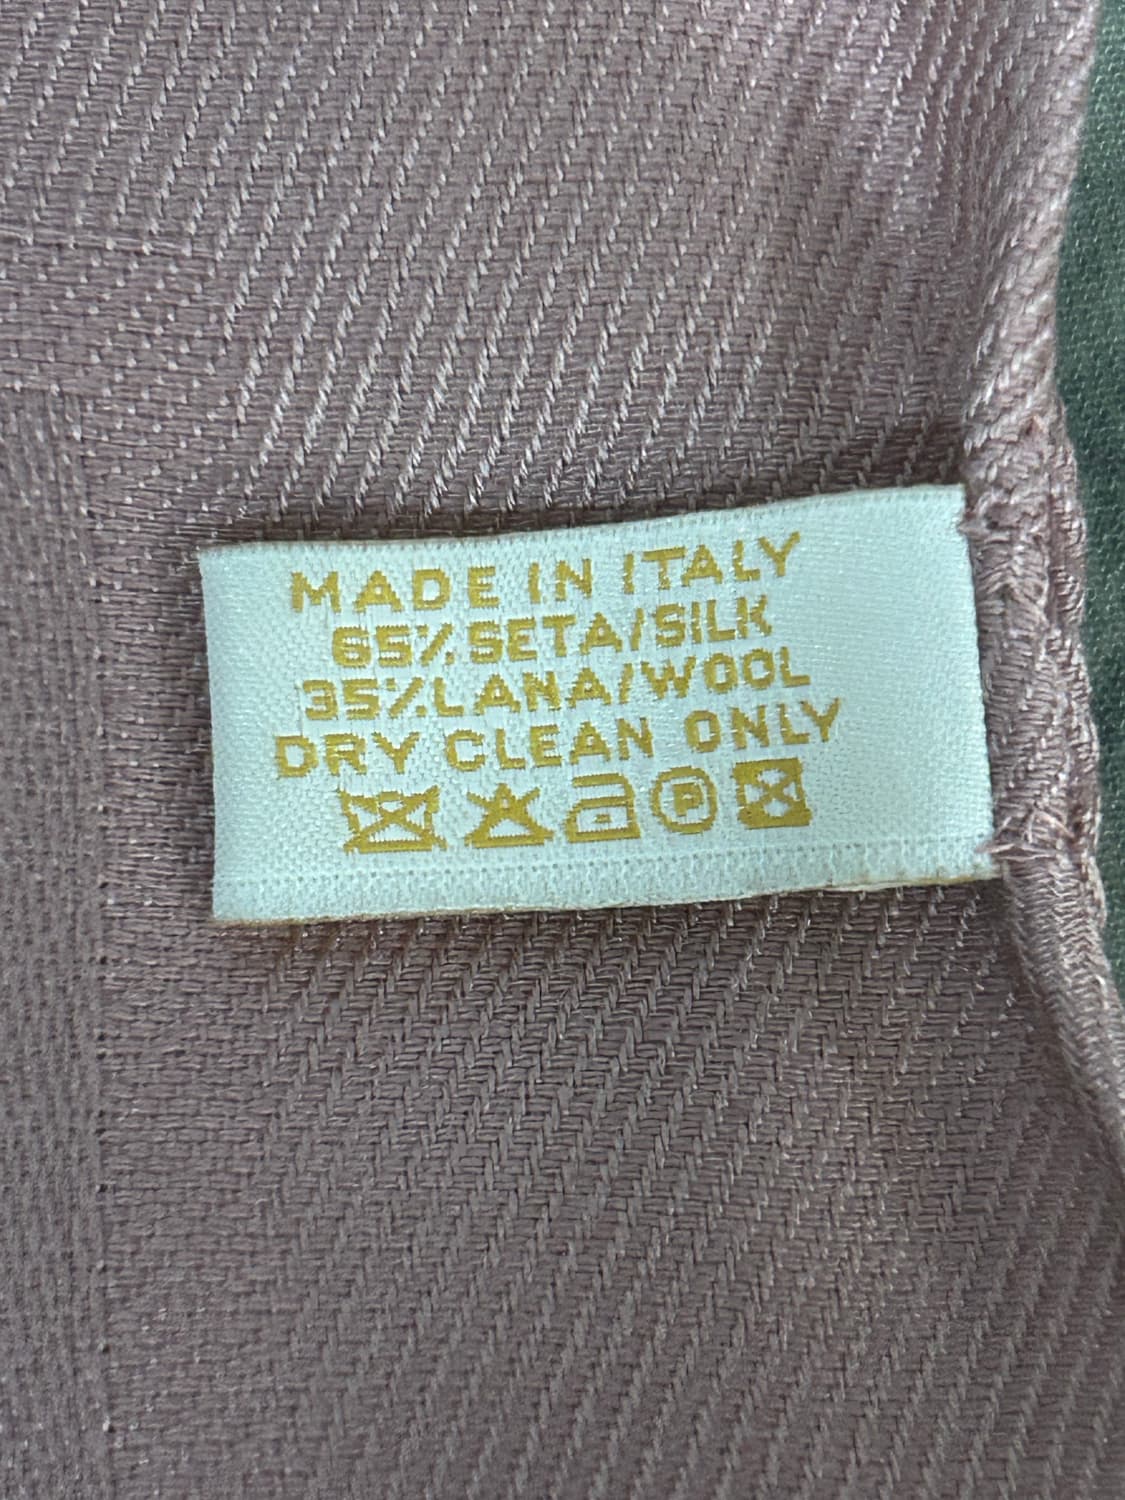 MADE IN ITALY
65% SETA/SILK
35% LANA/WOOL
DRY CLEAN ONLY
P